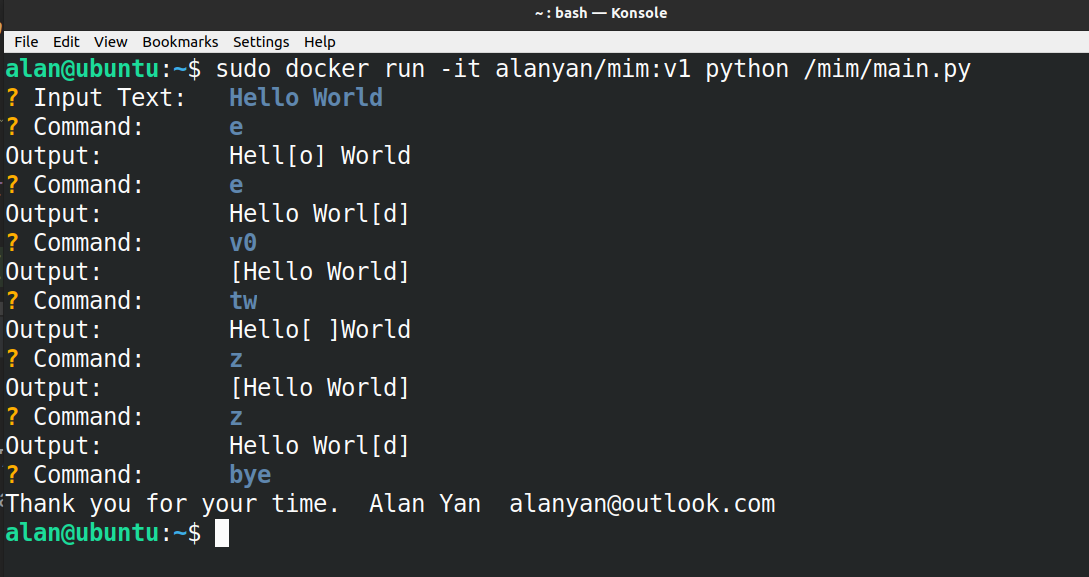 ~ : bash — Konsole
File Edit View Bookmarks Settings Help
alan@ubuntu:~$ sudo docker run -it alanyan/mim:v1 python /mim/main.py
? Input Text:   Hello World
? Command:      e
Output:         Hell[o] World
? Command:      e
Output:         Hello Worl[d]
? Command:      v0
Output:         [Hello World]
? Command:      tw
Output:         Hello[ ]World
? Command:      z
Output:         [Hello World]
? Command:      z
Output:         Hello Worl[d]
? Command:      bye
Thank you for your time.  Alan Yan  alanyan@outlook.com
alan@ubuntu:~$